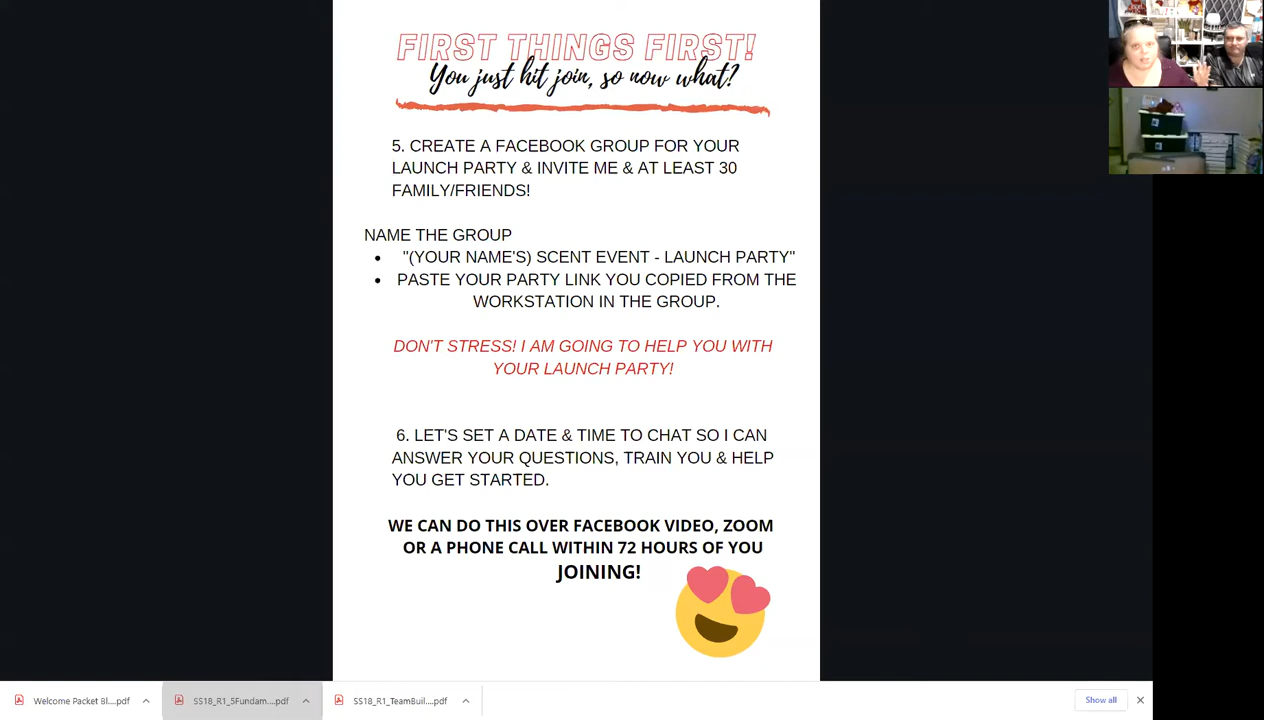 FIRST THINGS FIRST!
You just hit join, so now what?
5. CREATE A FACEBOOK GROUP FOR YOUR
LAUNCH PARTY & INVITE ME & AT LEAST 30
FAMILY/FRIENDS!
NAME THE GROUP
• "(YOUR NAME'S) SCENT EVENT - LAUNCH PARTY"
• PASTE YOUR PARTY LINK YOU COPIED FROM THE
WORKSTATION IN THE GROUP.
DON'T STRESS! I AM GOING TO HELP YOU WITH
YOUR LAUNCH PARTY!
6. LET'S SET A DATE & TIME TO CHAT SO I CAN
ANSWER YOUR QUESTIONS, TRAIN YOU & HELP
YOU GET STARTED.
WE CAN DO THIS OVER FACEBOOK VIDEO, ZOOM
OR A PHONE CALL WITHIN 72 HOURS OF YOU
JOINING!
Welcome Packet Bl....pdf
SS18_R1_5Fundam....pdf
SS18_R1_TeamBuil....pdf
Show all